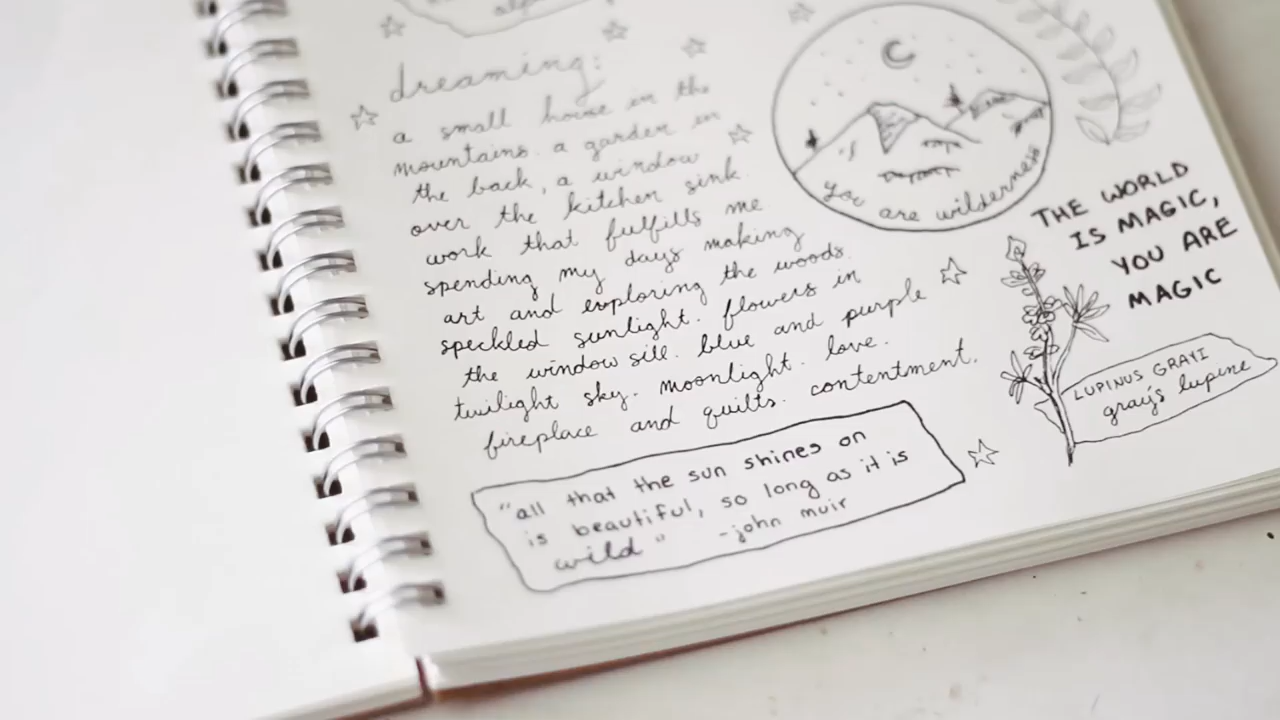 dreaming:
a small home in the
mountains. a garden in
the back, a window
over the kitchen sink.
work that fulfills me
spending my days making
art and exploring the woods.
speckled sunlight. flowers in
the window sill. blue and purple
twilight sky. moonlight. love.
fireplace and quilts. contentment.
"all that the sun shines on
is beautiful, so long as it is
wild" -john muir
you are wilderness
THE WORLD
IS MAGIC,
YOU ARE
MAGIC
LUPINUS GRAYI
gray's lupine